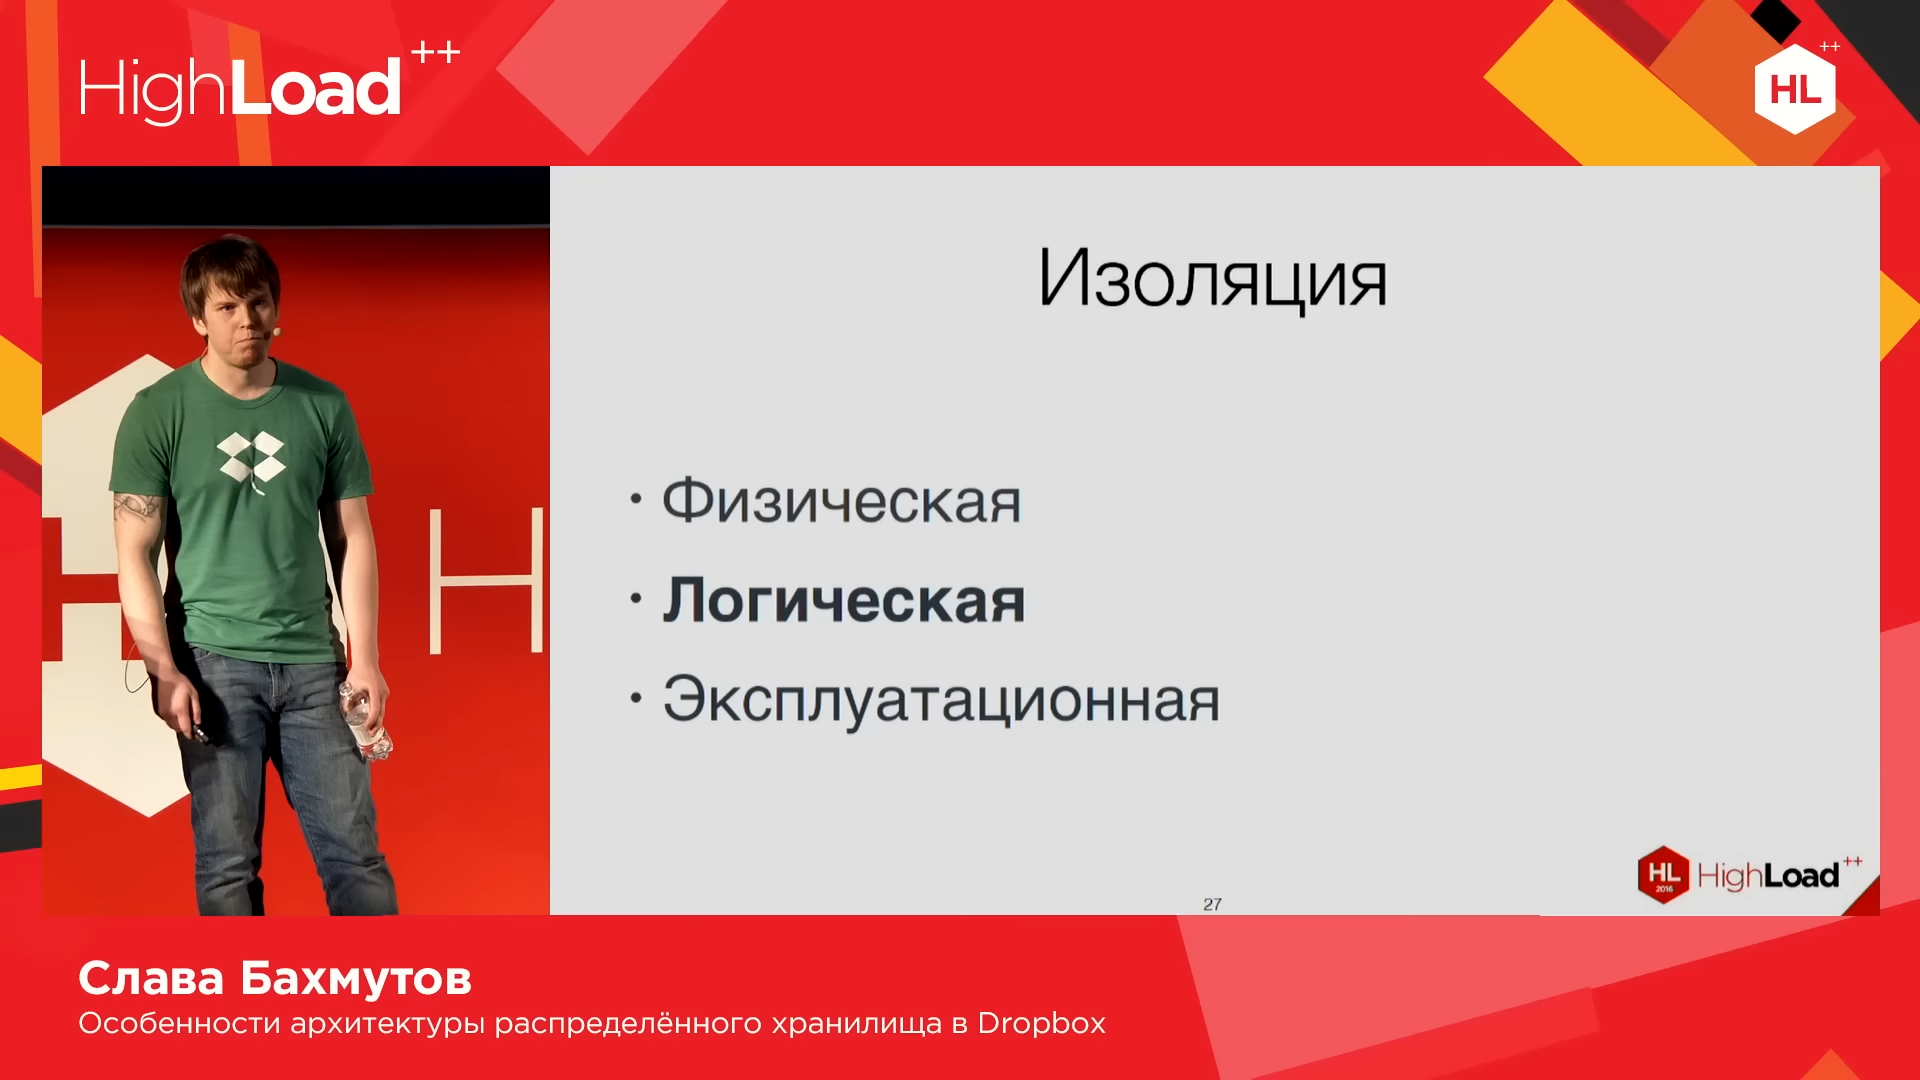 HighLoad++
HL++
Изоляция
• Физическая
• Логическая
• Эксплуатационная
H
H
HL
2016
HighLoad++
27
Слава Бахмутов
Особенности архитектуры распределённого хранилища в Dropbox